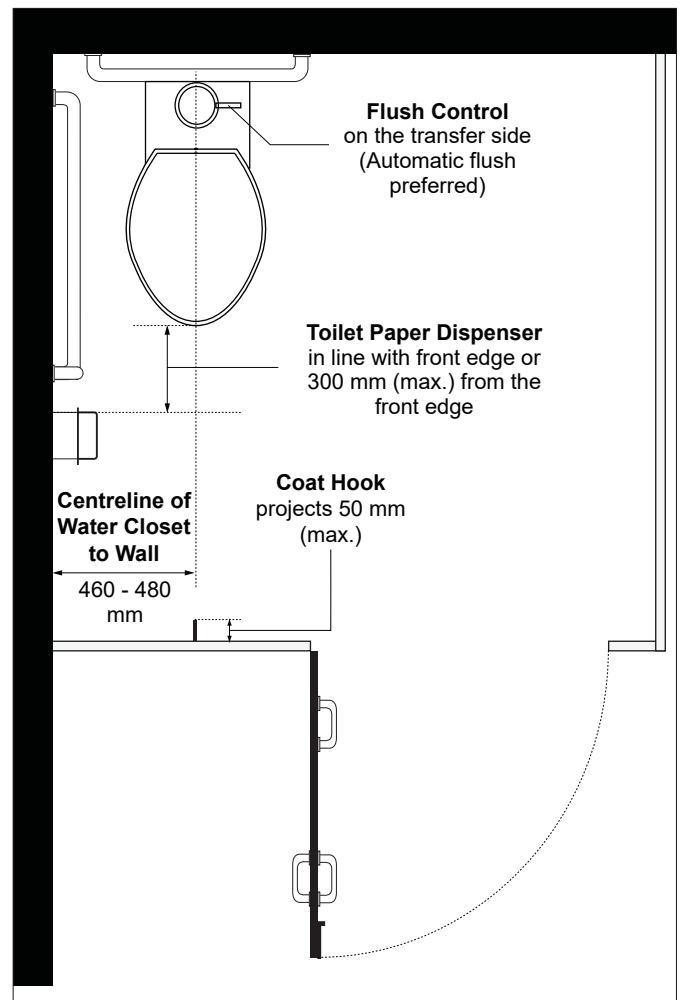 Flush Control
on the transfer side
(Automatic flush
preferred)
Toilet Paper Dispenser
in line with front edge or
300 mm (max.) from the
front edge
Coat Hook
projects 50 mm
(max.)
Centreline of
Water Closet
to Wall
460 - 480
mm